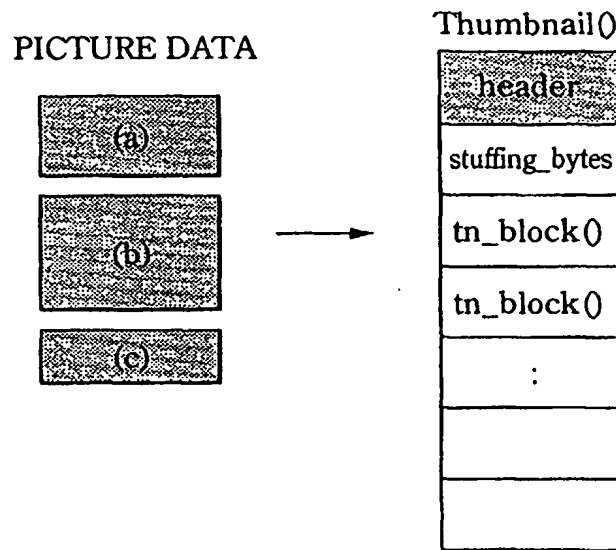 PICTURE DATA
(a)
(b)
(c)
Thumbnail()
header
stuffing_bytes
tn_block()
tn_block()
: